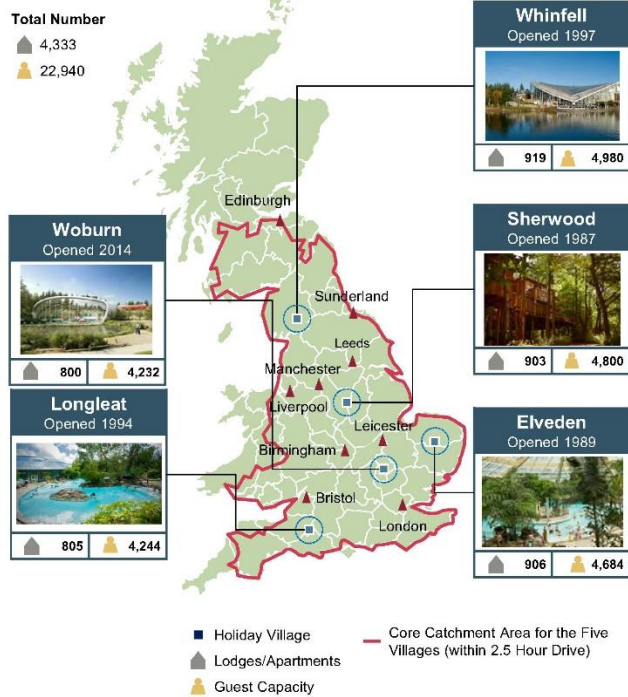 Total Number
4,333
22,940
Whinfell
Opened 1997
919 4,980
Edinburgh
Woburn
Opened 2014
800 4,232
Sherwood
Opened 1987
903 4,800
Sunderland
Leeds
Manchester
Liverpool
Longleat
Opened 1994
805 4,244
Leicester
Birmingham
Elveden
Opened 1989
906 4,684
Bristol
London
Holiday Village
Lodges/Apartments
Guest Capacity
Core Catchment Area for the Five
Villages (within 2.5 Hour Drive)